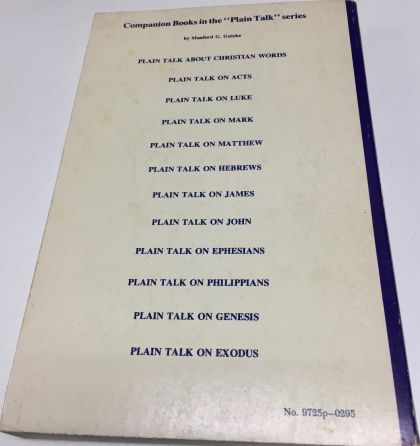 Companion Books in the "Plain Talk" series
by Manford G. Gutzke
PLAIN TALK ABOUT CHRISTIAN WORDS
PLAIN TALK ON ACTS
PLAIN TALK ON LUKE
PLAIN TALK ON MARK
PLAIN TALK ON MATTHEW
PLAIN TALK ON HEBREWS
PLAIN TALK ON JAMES
PLAIN TALK ON JOHN
PLAIN TALK ON EPHESIANS
PLAIN TALK ON PHILIPPIANS
PLAIN TALK ON GENESIS
PLAIN TALK ON EXODUS
No. 9725p-0295